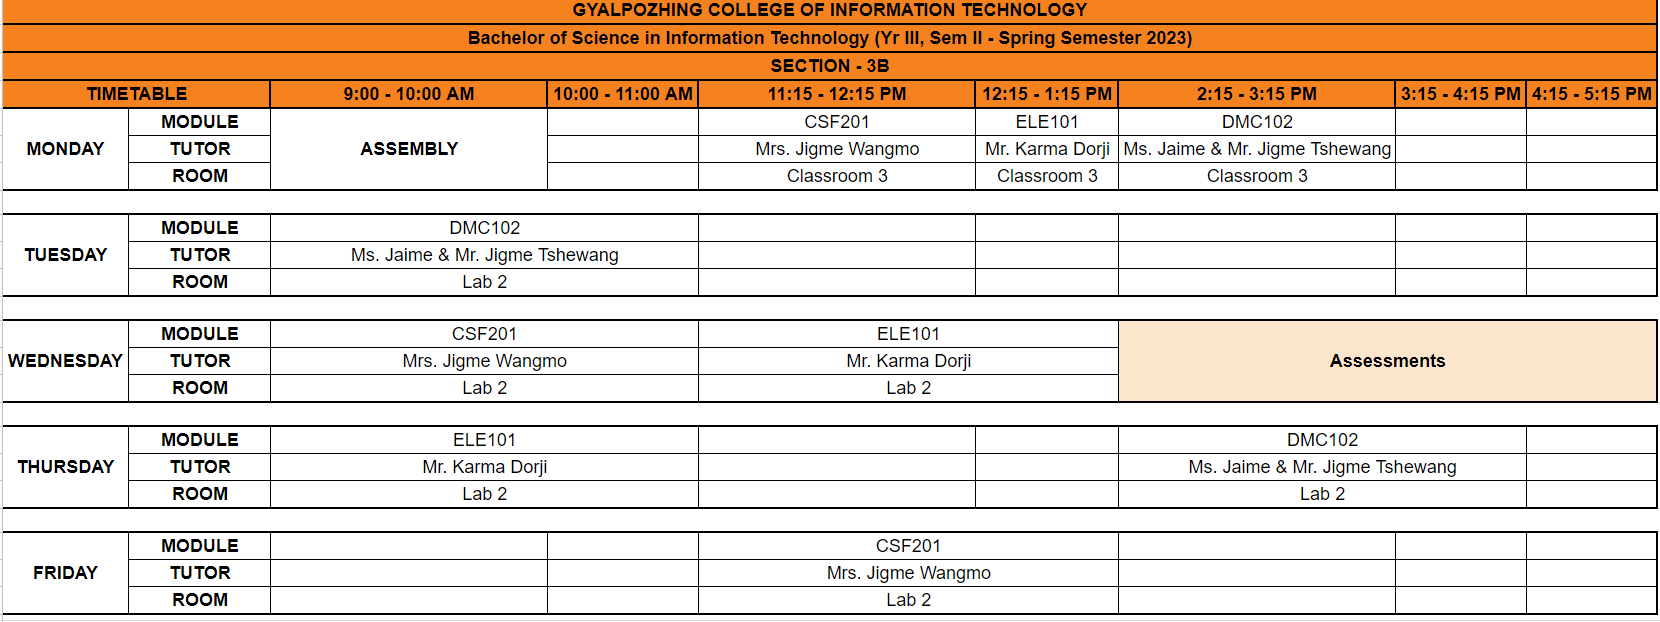 GYALPOZHING COLLEGE OF INFORMATION TECHNOLOGY
Bachelor of Science in Information Technology (Yr III, Sem II - Spring Semester 2023)
SECTION - 3B
TIMETABLE 9:00 - 10:00 AM 10:00 - 11:00 AM 11:15 - 12:15 PM 12:15 - 1:15 PM 2:15 - 3:15 PM 3:15 - 4:15 PM 4:15 - 5:15 PM
MODULE CSF201 ELE101 DMC102
MONDAY TUTOR ASSEMBLY Mrs. Jigme Wangmo Mr. Karma Dorji Ms. Jaime & Mr. Jigme Tshewang
ROOM Classroom 3 Classroom 3 Classroom 3
MODULE DMC102
TUESDAY TUTOR Ms. Jaime & Mr. Jigme Tshewang
ROOM Lab 2
MODULE CSF201 ELE101
WEDNESDAY TUTOR Mrs. Jigme Wangmo Mr. Karma Dorji Assessments
ROOM Lab 2 Lab 2
MODULE ELE101 DMC102
THURSDAY TUTOR Mr. Karma Dorji Ms. Jaime & Mr. Jigme Tshewang
ROOM Lab 2 Lab 2
MODULE CSF201
FRIDAY TUTOR Mrs. Jigme Wangmo
ROOM Lab 2